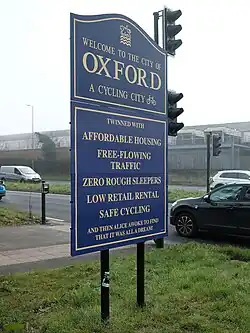 WELCOME TO THE CITY OF
OXFORD
A CYCLING CITY
TWINNED WITH
AFFORDABLE HOUSING
FREE-FLOWING
TRAFFIC
ZERO ROUGH SLEEPERS
LOW RETAIL RENTAL
SAFE CYCLING
AND THEN ALICE AWOKE TO FIND
THAT IT WAS ALL A DREAM!